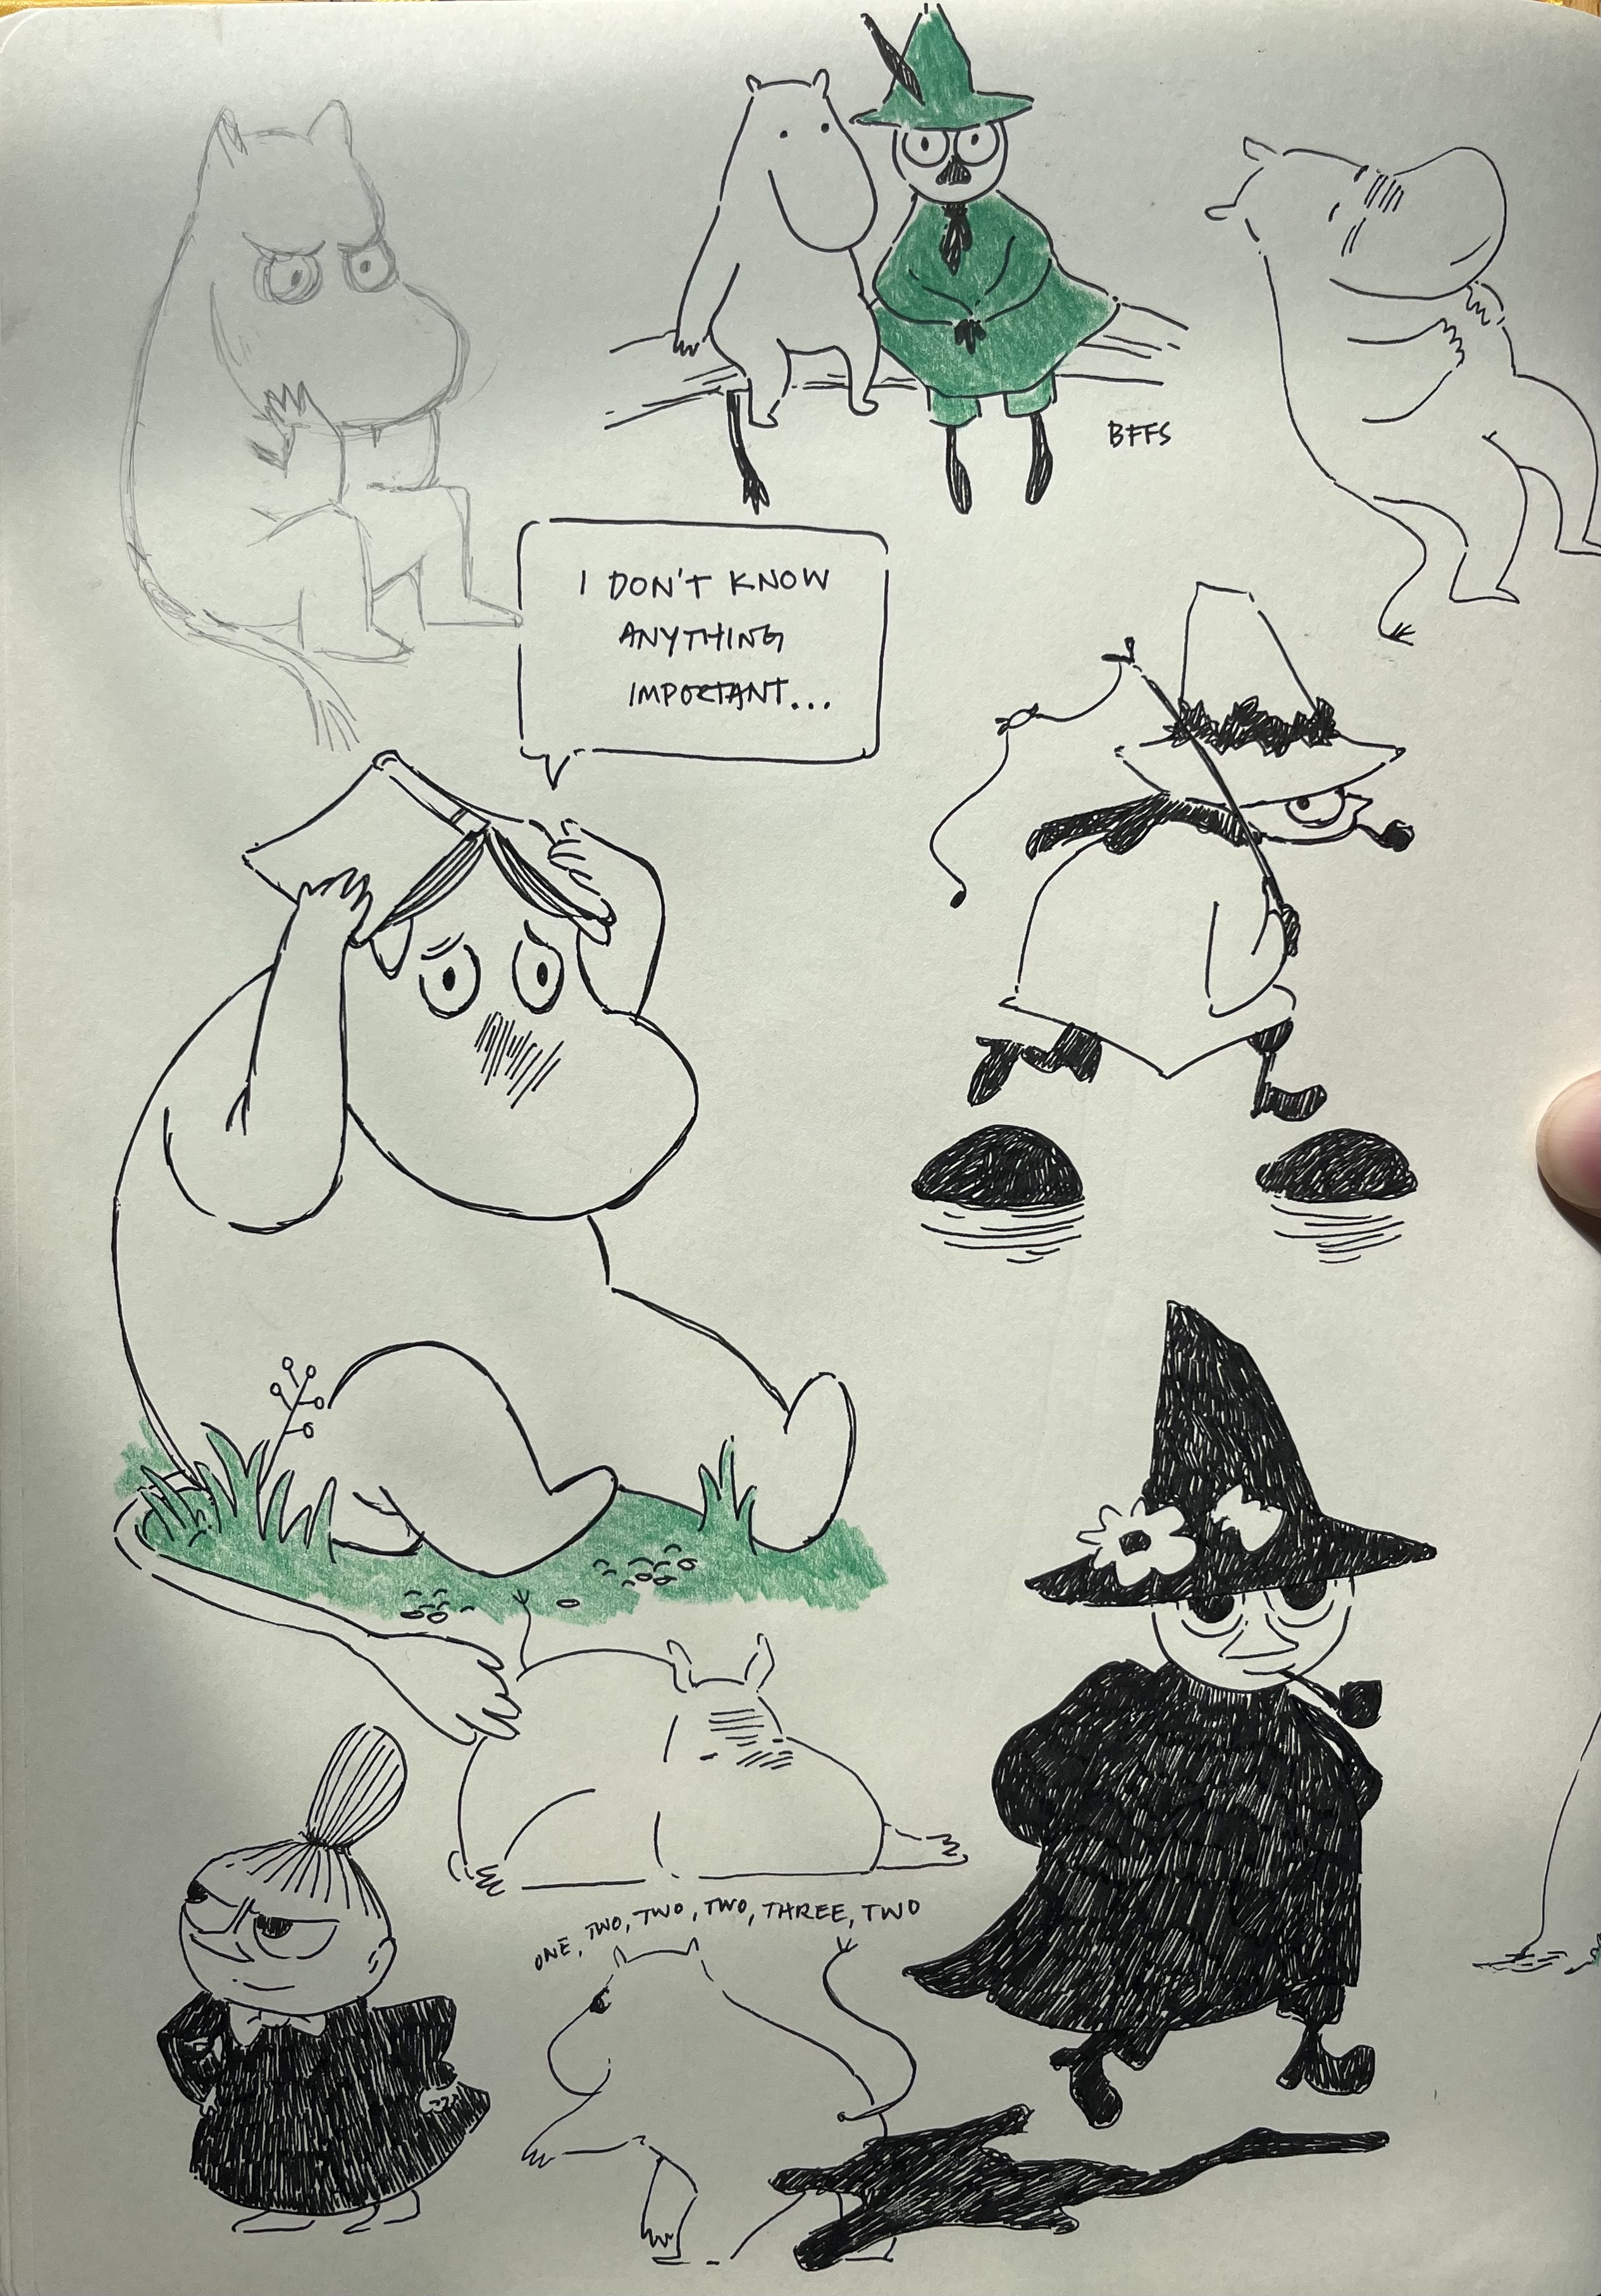 BFFS
I DON'T KNOW
ANYTHING
IMPORTANT...
ONE, TWO, TWO, TWO, THREE, TWO